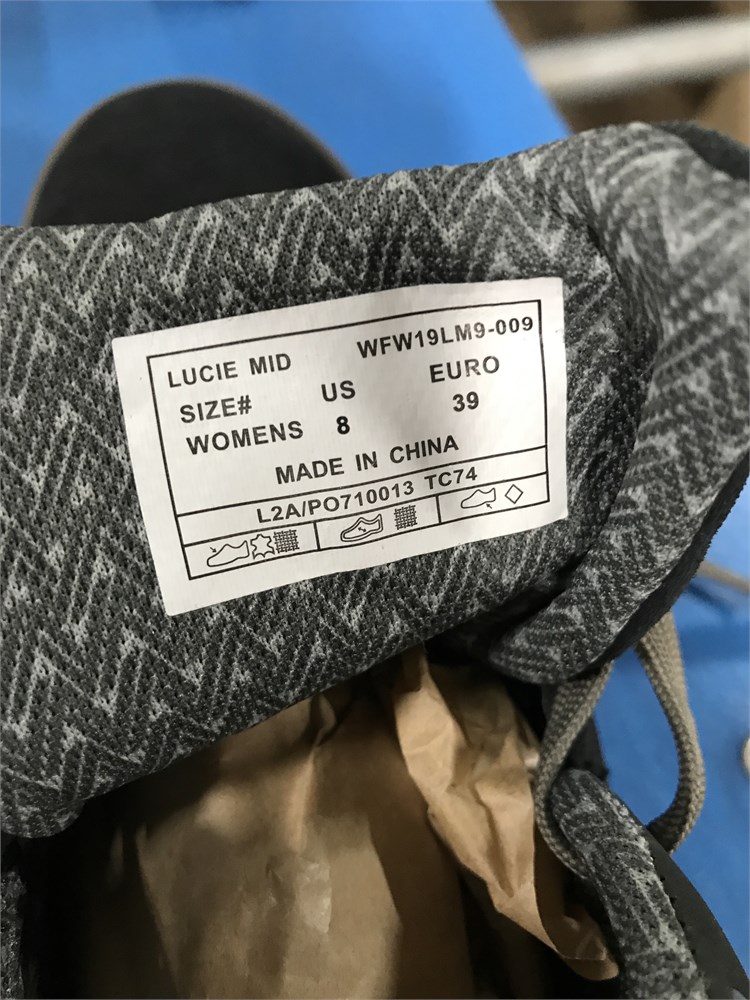 LUCIE MID WFW19LM9-009
SIZE# US EURO
WOMENS 8 39
MADE IN CHINA
L2A/PO710013 TC74